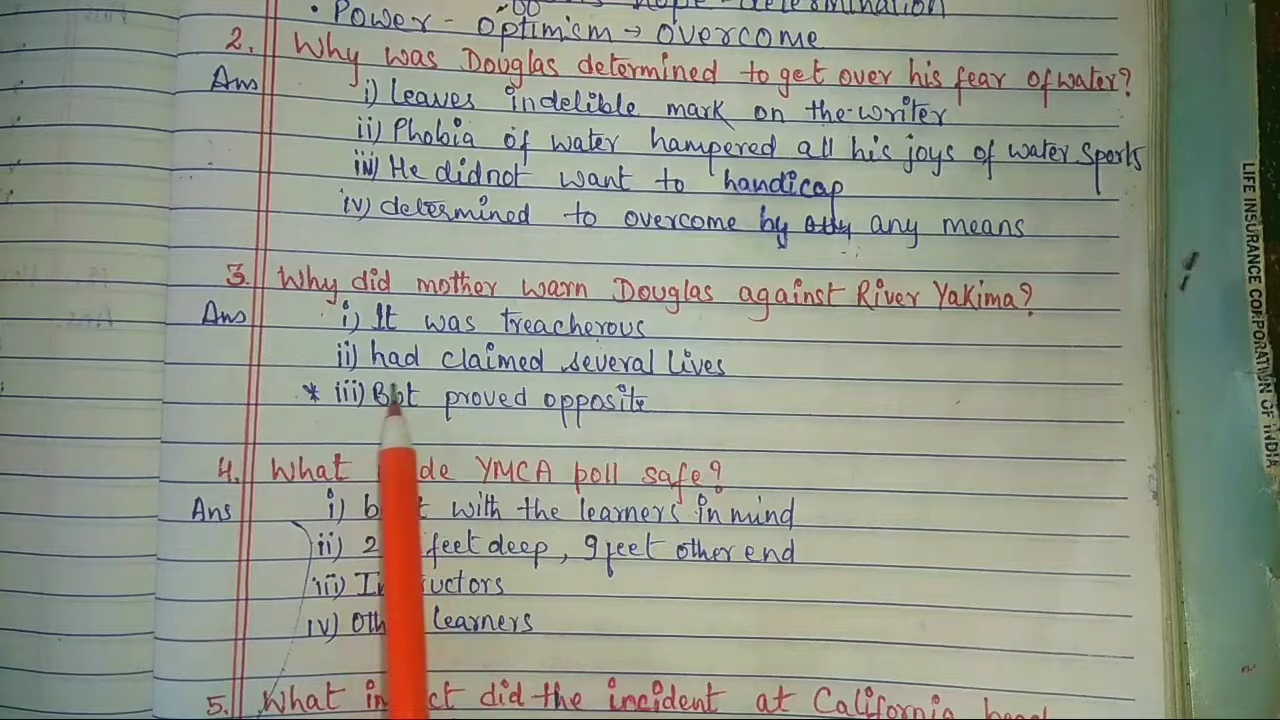 hope - determination
• Power - optimism → overcome
2. Why was Douglas determined to get over his fear of water?
Ans i) leaves indelible mark on the writer
ii) Phobia of water hampered all his joys of water sports
iii) He didnot want to handicap
iv) determined to overcome by any means
3. Why did mother warn Douglas against River Yakima?
Ans i) It was treacherous
ii) had claimed several lives
* iii) But proved opposite
4. What de YMCA poll safe?
Ans i) b t with the learners in mind
ii) 2 feet deep, 9 feet other end
iii) I uctors
iv) Oth learners
5. What in ct did the incident at California
LIFE INSURANCE CORPORATION OF INDIA